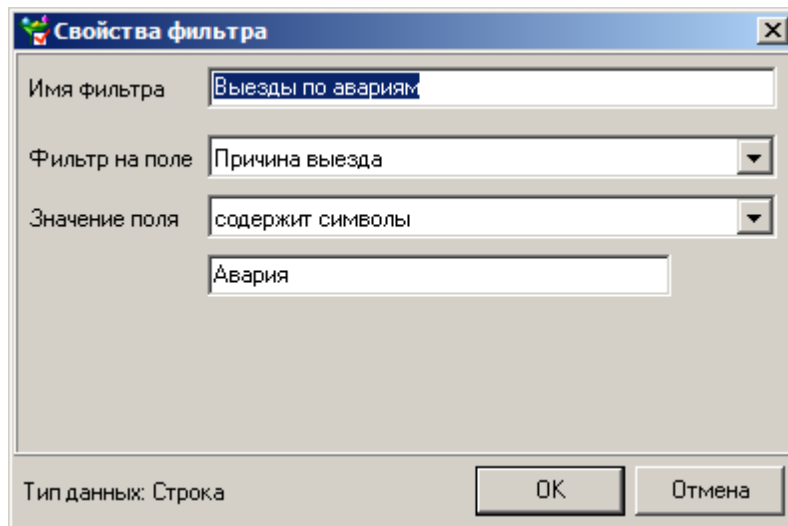 Свойства фильтра
Имя фильтра Выезды по авариям
Фильтр на поле Причина выезда
Значение поля содержит символы
Авария
Тип данных: Строка OK Отмена